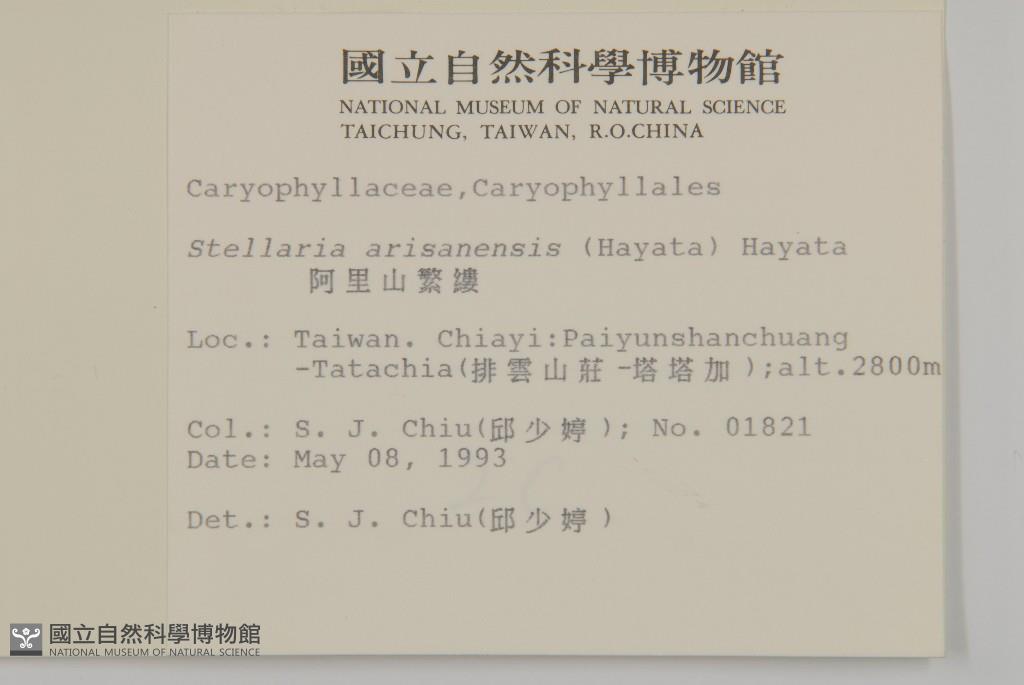 國立自然科學博物館
NATIONAL MUSEUM OF NATURAL SCIENCE
TAICHUNG, TAIWAN, R.O.CHINA
Caryophyllaceae,Caryophyllales
Stellaria arisanensis (Hayata) Hayata
阿里山繁縷
Loc.: Taiwan. Chiayi:Paiyunshanchuang
-Tatachia(排雲山莊-塔塔加);alt.2800m
Col.: S. J. Chiu(邱少婷); No. 01821
Date: May 08, 1993
Det.: S. J. Chiu(邱少婷)
國立自然科學博物館
NATIONAL MUSEUM OF NATURAL SCIENCE